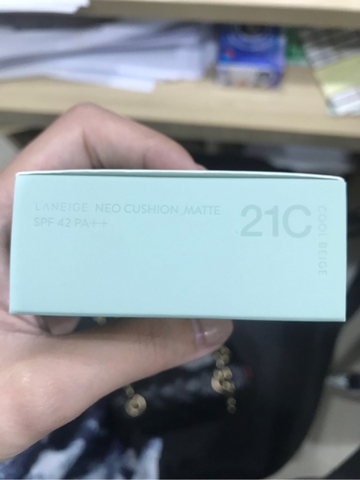 LANEIGE NEO CUSHION_MATTE
SPF 42 PA++
21C
COOL BEIGE